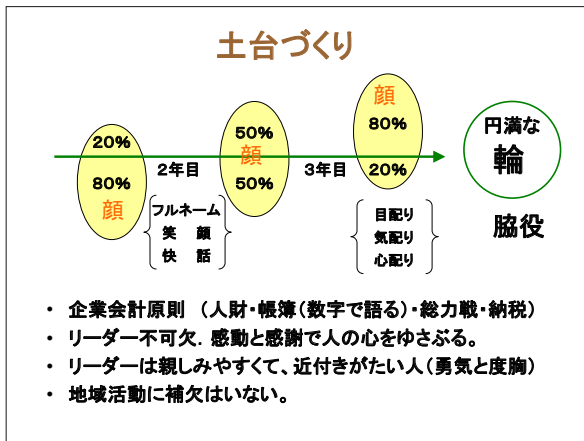 土台づくり
20%
80%
顔
2年目
フルネーム
笑 顔
快 話
50%
顔
50%
3年目
目配り
気配り
心配り
顔
80%
20%
円満な
輪
脇役
・ 企業会計原則 (人財・帳簿(数字で語る)・総力戦・納税)
・ リーダー不可欠.感動と感謝で人の心をゆさぶる。
・ リーダーは親しみやすくて、近付きがたい人(勇気と度胸)
・ 地域活動に補欠はいない。